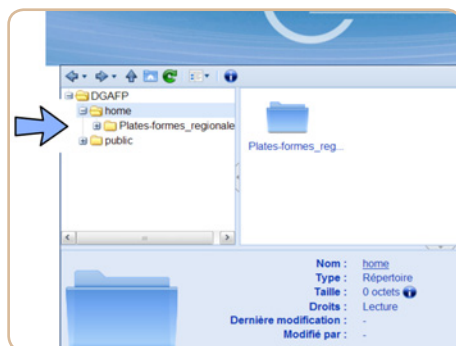 DGAFP
home
Plates-formes_regionale
public
Plates-formes_reg...
Nom : home
Type : Répertoire
Taille : 0 octets
Droits : Lecture
Dernière modification : -
Modifié par : -